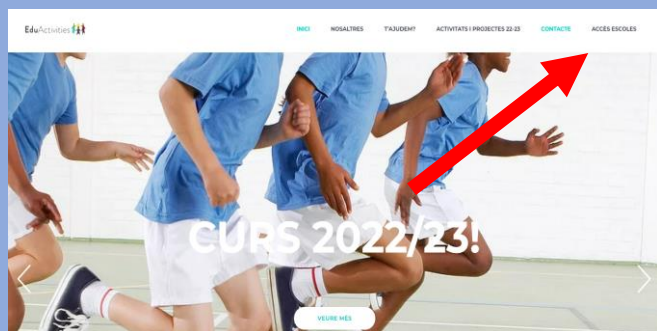 EduActivities
INICI NOSALTRES T'AJUDEM? ACTIVITATS I PROJECTES 22-23 CONTACTE ACCÉS ESCOLES
CURS 2022/23!
VEURE MÉS